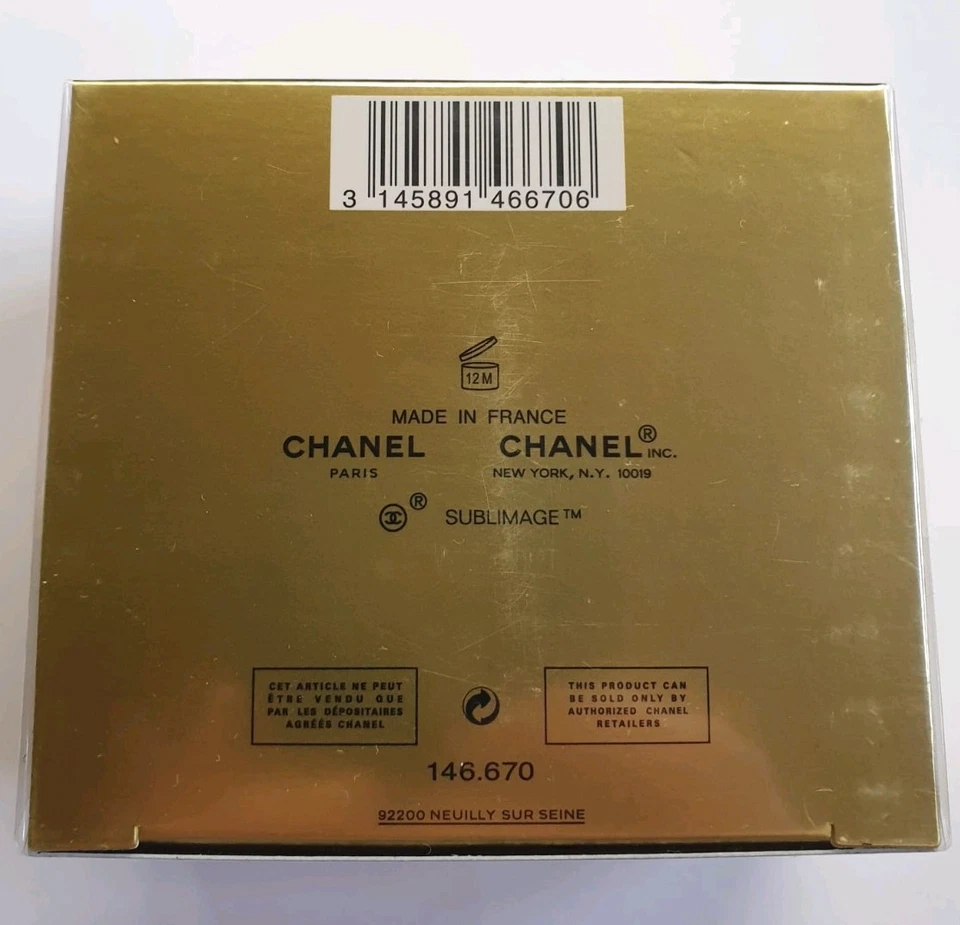 3 145891 466706
12M
MADE IN FRANCE
CHANEL CHANEL® INC.
PARIS NEW YORK, N.Y. 10019
® SUBLIMAGE™
CET ARTICLE NE PEUT
ÊTRE VENDU QUE
PAR LES DÉPOSITAIRES
AGRÉÉS CHANEL
THIS PRODUCT CAN
BE SOLD ONLY BY
AUTHORIZED CHANEL
RETAILERS
146.670
92200 NEUILLY SUR SEINE